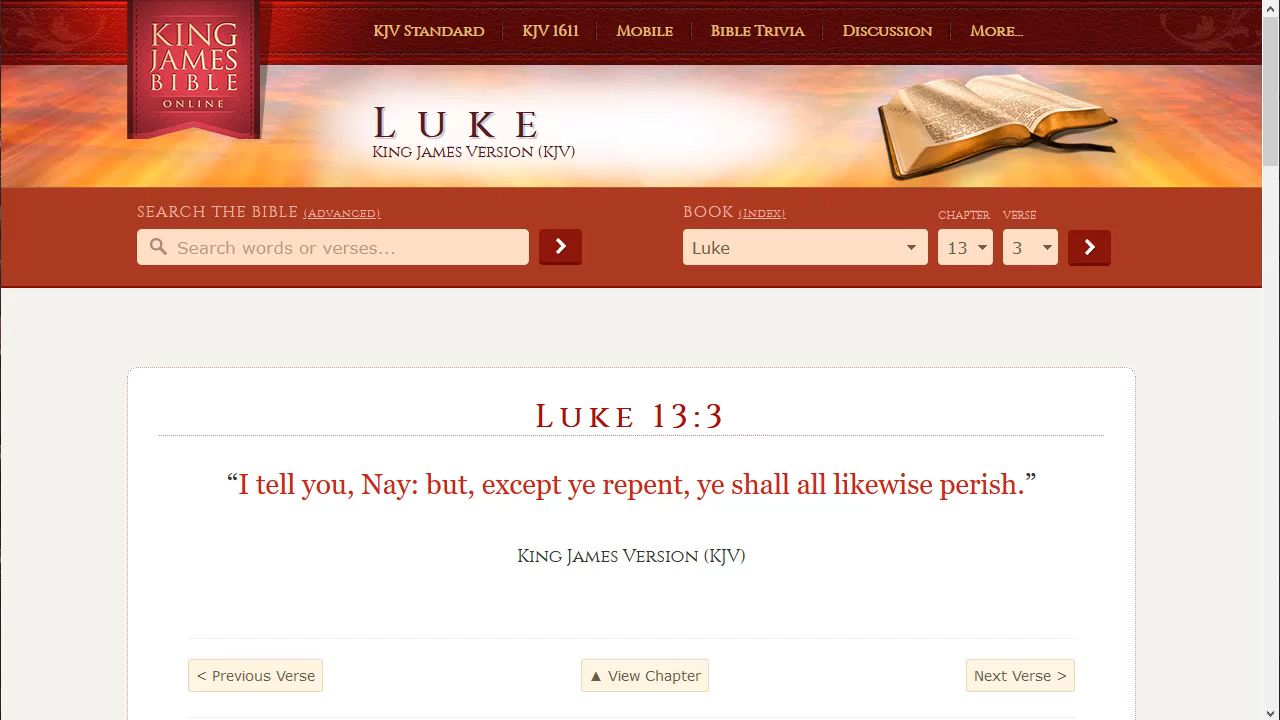 KING
JAMES
BIBLE
ONLINE
KJV Standard KJV 1611 Mobile Bible Trivia Discussion More...
Luke
King James Version (KJV)
SEARCH THE BIBLE (Advanced)
Search words or verses...
BOOK (Index) CHAPTER VERSE
Luke 13 3
Luke 13:3
“I tell you, Nay: but, except ye repent, ye shall all likewise perish.”
King James Version (KJV)
< Previous Verse ▲ View Chapter Next Verse >